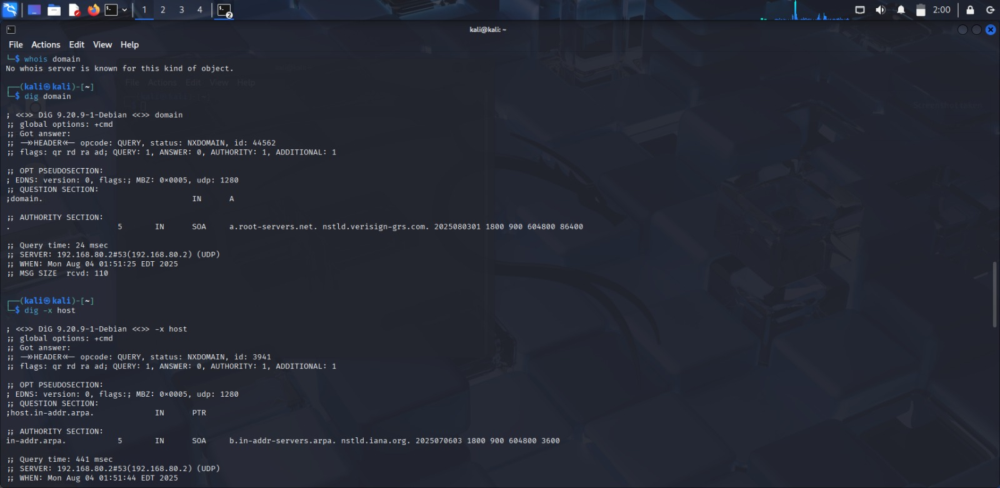 1 2 3 4 2 2:00
kali@kali: ~
File Actions Edit View Help
└─$ whois domain
No whois server is known for this kind of object.
File Actions Edit View Help
┌──(kali㉿kali)-[~]
└─$ dig domain
; <<>> DiG 9.20.9-1-Debian <<>> domain
;; global options: +cmd
;; Got answer:
;; ->>HEADER<<- opcode: QUERY, status: NXDOMAIN, id: 44562
;; flags: qr rd ra ad; QUERY: 1, ANSWER: 0, AUTHORITY: 1, ADDITIONAL: 1
;; OPT PSEUDOSECTION:
; EDNS: version: 0, flags:; MBZ: 0x0005, udp: 1280
;; QUESTION SECTION:
;domain. IN A
;; AUTHORITY SECTION:
. 5 IN SOA a.root-servers.net. nstld.verisign-grs.com. 2025080301 1800 900 604800 86400
;; Query time: 24 msec
;; SERVER: 192.168.80.2#53(192.168.80.2) (UDP)
;; WHEN: Mon Aug 04 01:51:25 EDT 2025
;; MSG SIZE rcvd: 110
┌──(kali㉿kali)-[~]
└─$ dig -x host
; <<>> DiG 9.20.9-1-Debian <<>> -x host
;; global options: +cmd
;; Got answer:
;; ->>HEADER<<- opcode: QUERY, status: NXDOMAIN, id: 3941
;; flags: qr rd ra ad; QUERY: 1, ANSWER: 0, AUTHORITY: 1, ADDITIONAL: 1
;; OPT PSEUDOSECTION:
; EDNS: version: 0, flags:; MBZ: 0x0005, udp: 1280
;; QUESTION SECTION:
;host.in-addr.arpa. IN PTR
;; AUTHORITY SECTION:
in-addr.arpa. 5 IN SOA b.in-addr-servers.arpa. nstld.iana.org. 2025070603 1800 900 604800 3600
;; Query time: 441 msec
;; SERVER: 192.168.80.2#53(192.168.80.2) (UDP)
;; WHEN: Mon Aug 04 01:51:44 EDT 2025